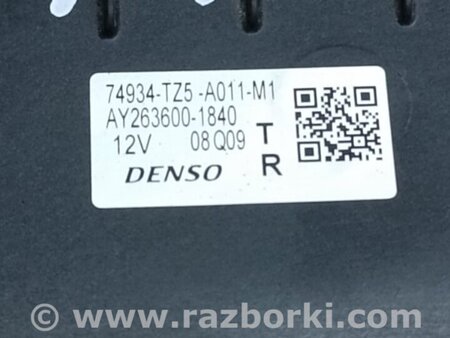 74934-TZ5-A011-M1
AY263600-1840
12V 08Q09 T
DENSO R
www.razborki.com